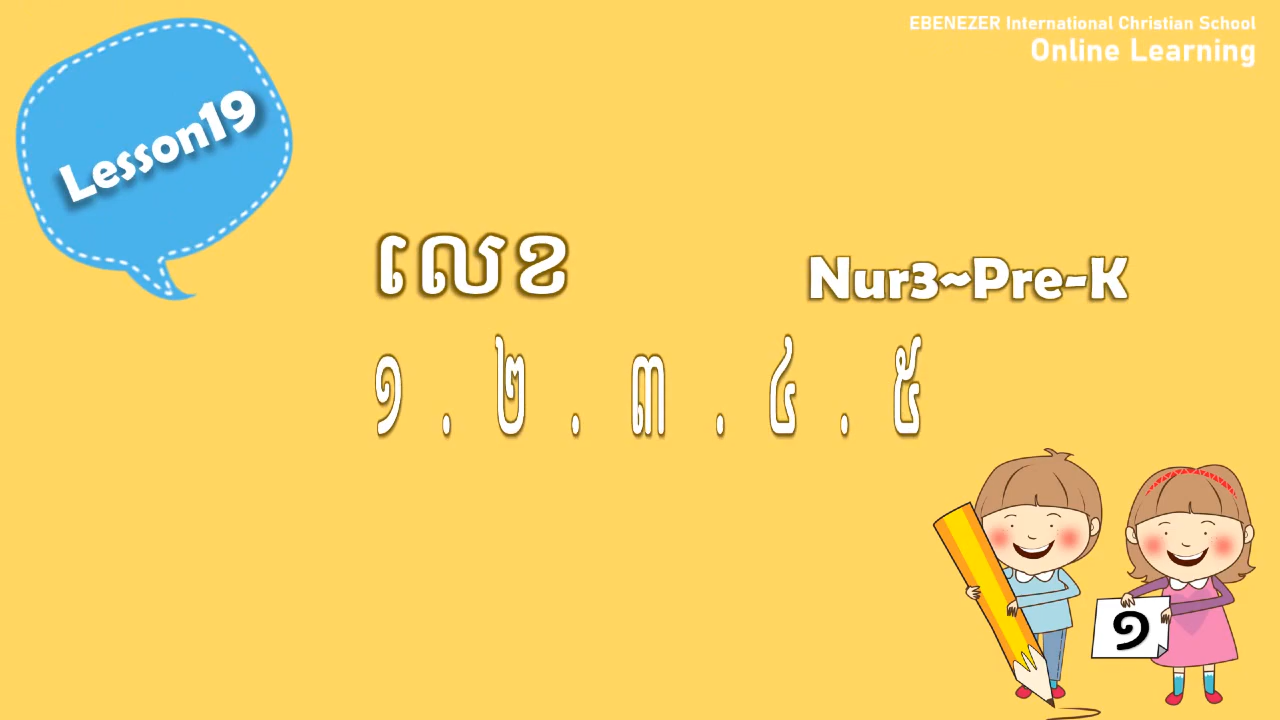 EBENEZER International Christian School
Online Learning
Lesson19
លេខ
Nur3~Pre-K
១ . ២ . ៣ . ៤ . ៥
១